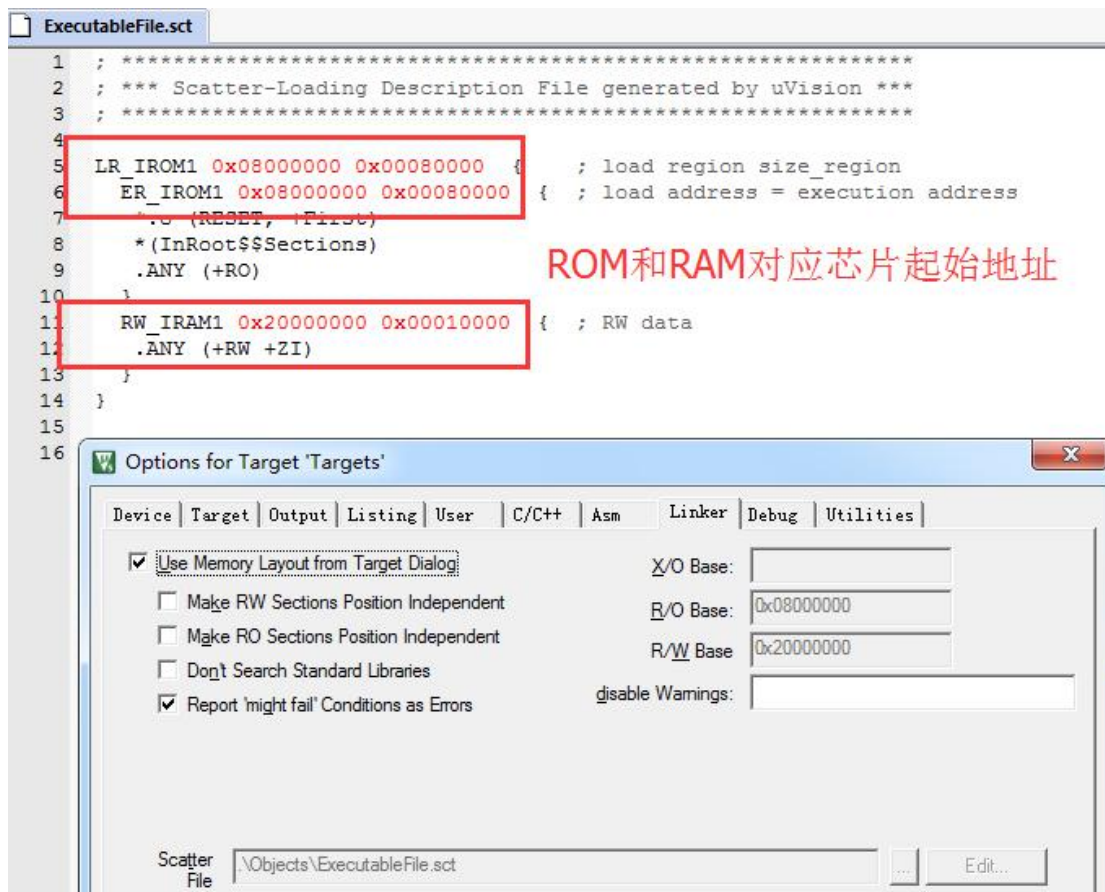 ExecutableFile.sct
1 ; *************************************************************
2 ; *** Scatter-Loading Description File generated by uVision ***
3 ; *************************************************************
4
5 LR_IROM1 0x08000000 0x00080000 { ; load region size_region
6 ER_IROM1 0x08000000 0x00080000 { ; load address = execution address
7 *.o (RESET, +First)
8 *(InRoot$$Sections)
9 .ANY (+RO)
10 }
11 RW_IRAM1 0x20000000 0x00010000 { ; RW data
12 .ANY (+RW +ZI)
13 }
14 }
15
16
ROM和RAM对应芯片起始地址
Options for Target 'Targets'
Device Target Output Listing User C/C++ Asm Linker Debug Utilities
Use Memory Layout from Target Dialog
Make RW Sections Position Independent
Make RO Sections Position Independent
Don't Search Standard Libraries
Report 'might fail' Conditions as Errors
X/O Base:
R/O Base: 0x08000000
R/W Base 0x20000000
disable Warnings:
Scatter
File
.\Objects\ExecutableFile.sct
...
Edit...